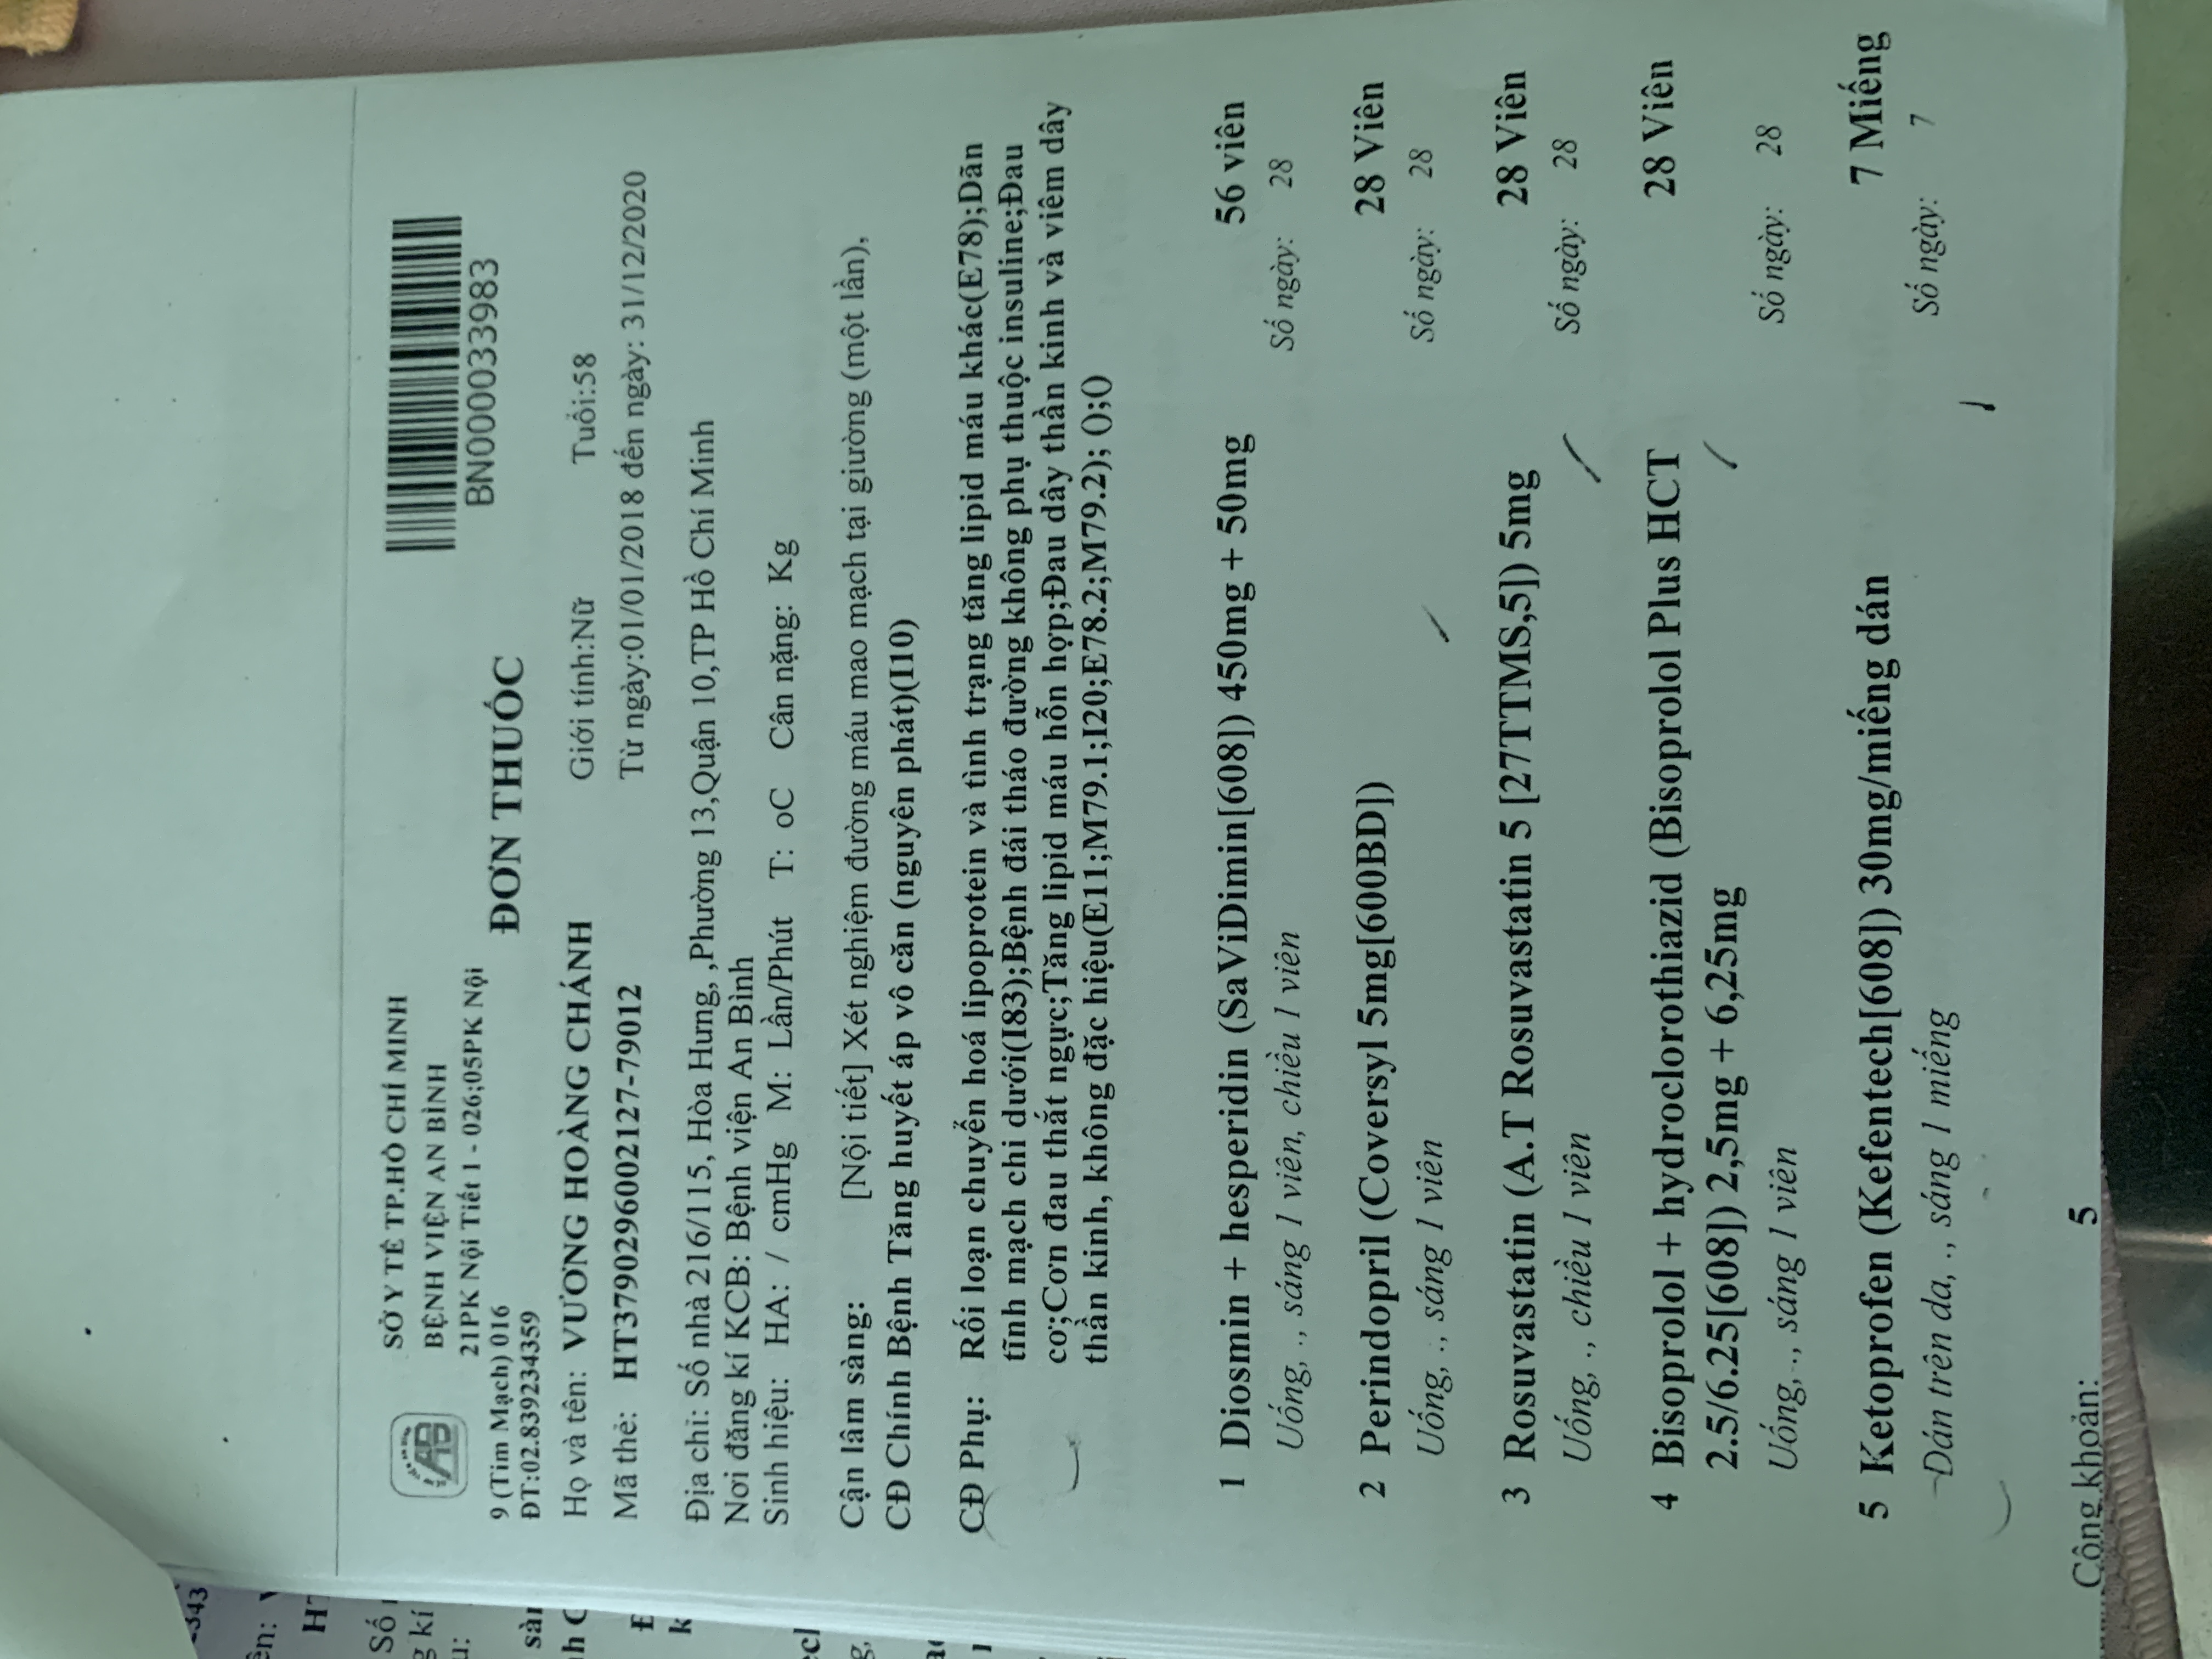 343
ên:
Số
g kí
u:
sàn
k
SỞ Y TẾ TP.HỒ CHÍ MINH
BỆNH VIỆN AN BÌNH
21PK Nội Tiết 1 - 026;05PK Nội
9 (Tim Mạch) 016
ĐT:02.839234359
ĐƠN THUỐC
BN000033983
Họ và tên: VƯƠNG HOÀNG CHÁNH Giới tính:Nữ Tuổi:58
Mã thẻ: HT3790296002127-79012 Từ ngày:01/01/2018 đến ngày: 31/12/2020
Địa chỉ: Số nhà 216/115, Hòa Hưng, ,Phường 13,Quận 10,TP Hồ Chí Minh
Nơi đăng kí KCB: Bệnh viện An Bình
Sinh hiệu: HA: / cmHg M: Lần/Phút T: oC Cân nặng: Kg
Cận lâm sàng: [Nội tiết] Xét nghiệm đường máu mao mạch tại giường (một lần),
CĐ Chính Bệnh Tăng huyết áp vô căn (nguyên phát)(I10)
CĐ Phụ: Rối loạn chuyển hoá lipoprotein và tình trạng tăng lipid máu khác(E78);Dãn
tĩnh mạch chi dưới(I83);Bệnh đái tháo đường không phụ thuộc insuline;Đau
cơ;Cơn đau thắt ngực;Tăng lipid máu hỗn hợp;Đau dây thần kinh và viêm dây
thần kinh, không đặc hiệu(E11;M79.1;I20;E78.2;M79.2); ();()
1 Diosmin + hesperidin (SaViDimin[608]) 450mg + 50mg 56 viên
Uống, ., sáng 1 viên, chiều 1 viên Số ngày: 28
2 Perindopril (Coversyl 5mg[600BD]) 28 Viên
Uống, ., sáng 1 viên Số ngày: 28
3 Rosuvastatin (A.T Rosuvastatin 5 [27TTMS,5]) 5mg 28 Viên
Uống, ., chiều 1 viên Số ngày: 28
4 Bisoprolol + hydroclorothiazid (Bisoprolol Plus HCT 28 Viên
2.5/6.25[608]) 2,5mg + 6,25mg
Uống, ., sáng 1 viên Số ngày: 28
5 Ketoprofen (Kefentech[608]) 30mg/miếng dán 7 Miếng
Dán trên da, ., sáng 1 miếng Số ngày: 7
Cộng khoản: 5